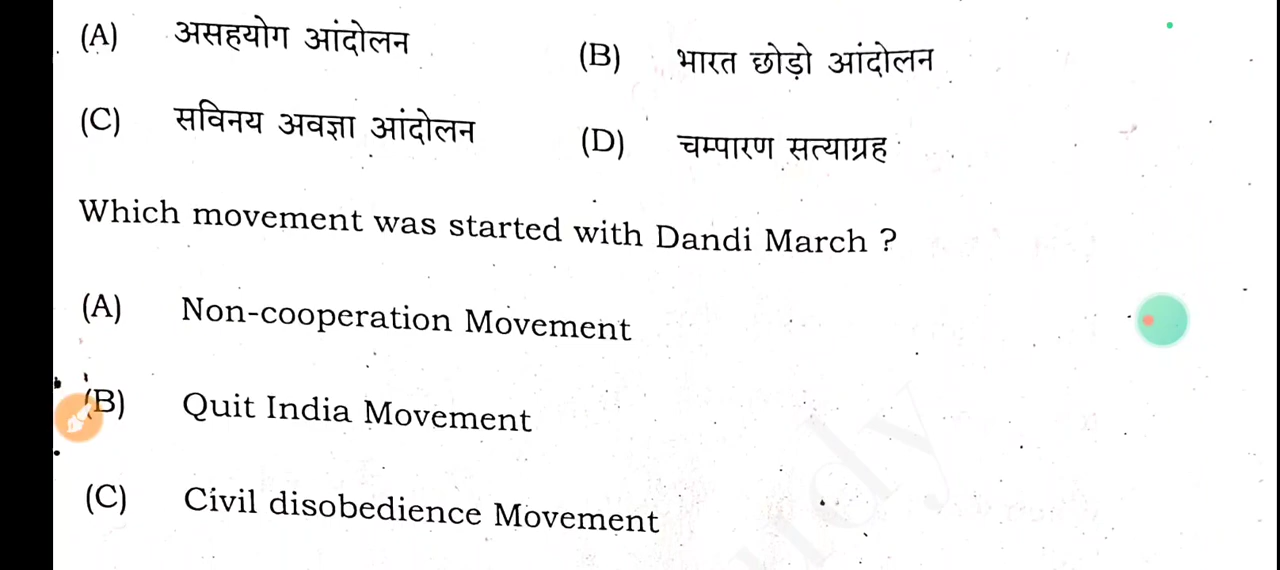 (A) असहयोग आंदोलन (B) भारत छोड़ो आंदोलन
(C) सविनय अवज्ञा आंदोलन (D) चम्पारण सत्याग्रह
Which movement was started with Dandi March ?
(A) Non-cooperation Movement
(B) Quit India Movement
(C) Civil disobedience Movement